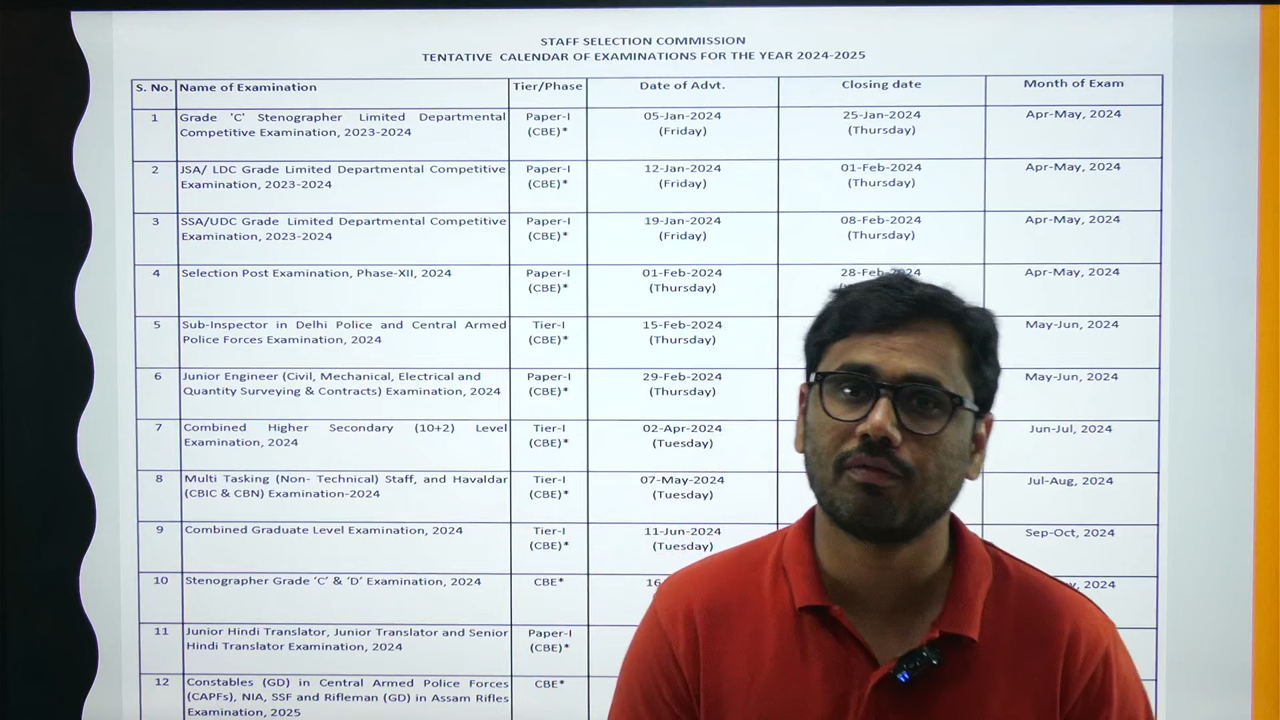 STAFF SELECTION COMMISSION
TENTATIVE CALENDAR OF EXAMINATIONS FOR THE YEAR 2024-2025
S. No. Name of Examination Tier/Phase Date of Advt. Closing date Month of Exam
1 Grade 'C' Stenographer Limited Departmental Paper-I 05-Jan-2024 25-Jan-2024 Apr-May, 2024
Competitive Examination, 2023-2024 (CBE)* (Friday) (Thursday)
2 JSA/ LDC Grade Limited Departmental Competitive Paper-I 12-Jan-2024 01-Feb-2024 Apr-May, 2024
Examination, 2023-2024 (CBE)* (Friday) (Thursday)
3 SSA/UDC Grade Limited Departmental Competitive Paper-I 19-Jan-2024 08-Feb-2024 Apr-May, 2024
Examination, 2023-2024 (CBE)* (Friday) (Thursday)
4 Selection Post Examination, Phase-XII, 2024 Paper-I 01-Feb-2024 28-Feb-2024 Apr-May, 2024
(CBE)* (Thursday)
5 Sub-Inspector in Delhi Police and Central Armed Tier-I 15-Feb-2024 May-Jun, 2024
Police Forces Examination, 2024 (CBE)* (Thursday)
6 Junior Engineer (Civil, Mechanical, Electrical and Paper-I 29-Feb-2024 May-Jun, 2024
Quantity Surveying & Contracts) Examination, 2024 (CBE)* (Thursday)
7 Combined Higher Secondary (10+2) Level Tier-I 02-Apr-2024 Jun-Jul, 2024
Examination, 2024 (CBE)* (Tuesday)
8 Multi Tasking (Non- Technical) Staff, and Havaldar Tier-I 07-May-2024 Jul-Aug, 2024
(CBIC & CBN) Examination-2024 (CBE)* (Tuesday)
9 Combined Graduate Level Examination, 2024 Tier-I 11-Jun-2024 Sep-Oct, 2024
(CBE)* (Tuesday)
10 Stenographer Grade ‘C’ & ‘D’ Examination, 2024 CBE* 16 2024
11 Junior Hindi Translator, Junior Translator and Senior Paper-I
Hindi Translator Examination, 2024 (CBE)*
12 Constables (GD) in Central Armed Police Forces CBE*
(CAPFs), NIA, SSF and Rifleman (GD) in Assam Rifles
Examination, 2025